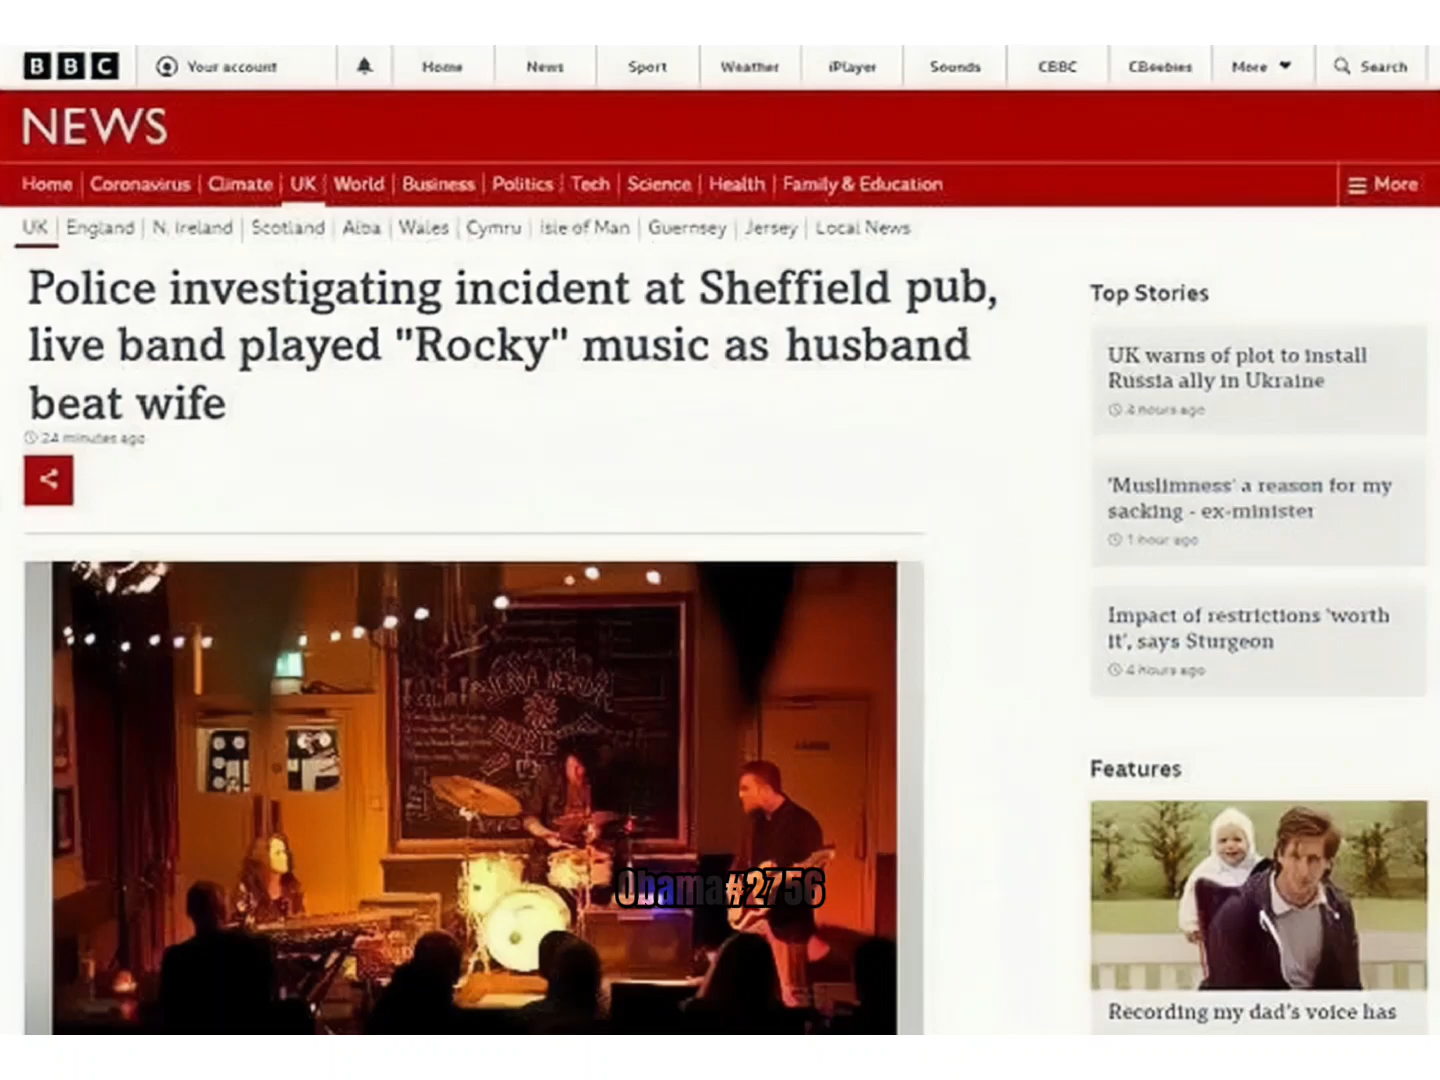 BBC Your account Home News Sport Weather iPlayer Sounds CBBC CBeebies More Search
NEWS
Home Coronavirus Climate UK World Business Politics Tech Science Health Family & Education More
UK England N. Ireland Scotland Alba Wales Cymru Isle of Man Guernsey Jersey Local News
Police investigating incident at Sheffield pub,
live band played "Rocky" music as husband
beat wife
24 minutes ago
Obama#2756
Top Stories
UK warns of plot to install
Russia ally in Ukraine
hours ago
'Muslimness' a reason for my
sacking - ex-minister
1 hour ago
Impact of restrictions 'worth
it', says Sturgeon
4 hours ago
Features
Recording my dad's voice has